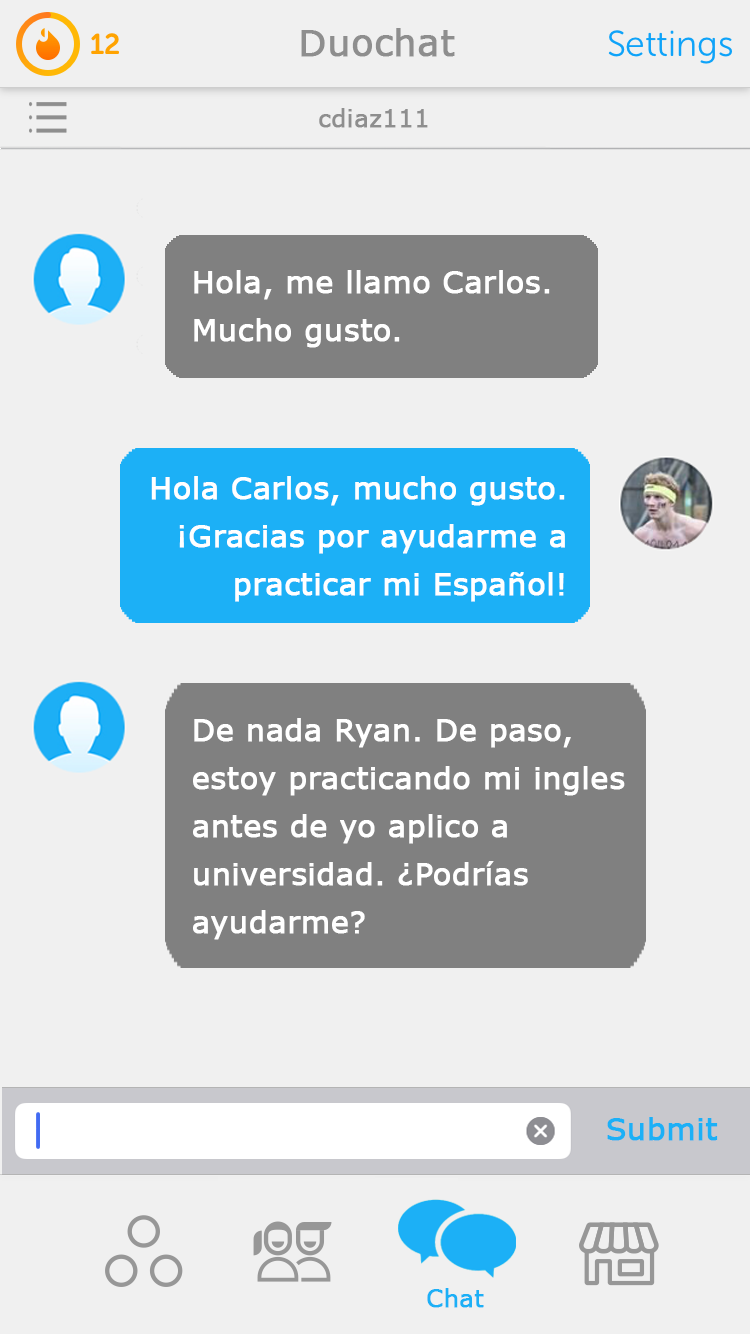 12
Duochat
Settings
cdiaz111
Hola, me llamo Carlos.
Mucho gusto.
Hola Carlos, mucho gusto.
¡Gracias por ayudarme a
practicar mi Español!
De nada Ryan. De paso,
estoy practicando mi ingles
antes de yo aplico a
universidad. ¿Podrías
ayudarme?
Submit
Chat